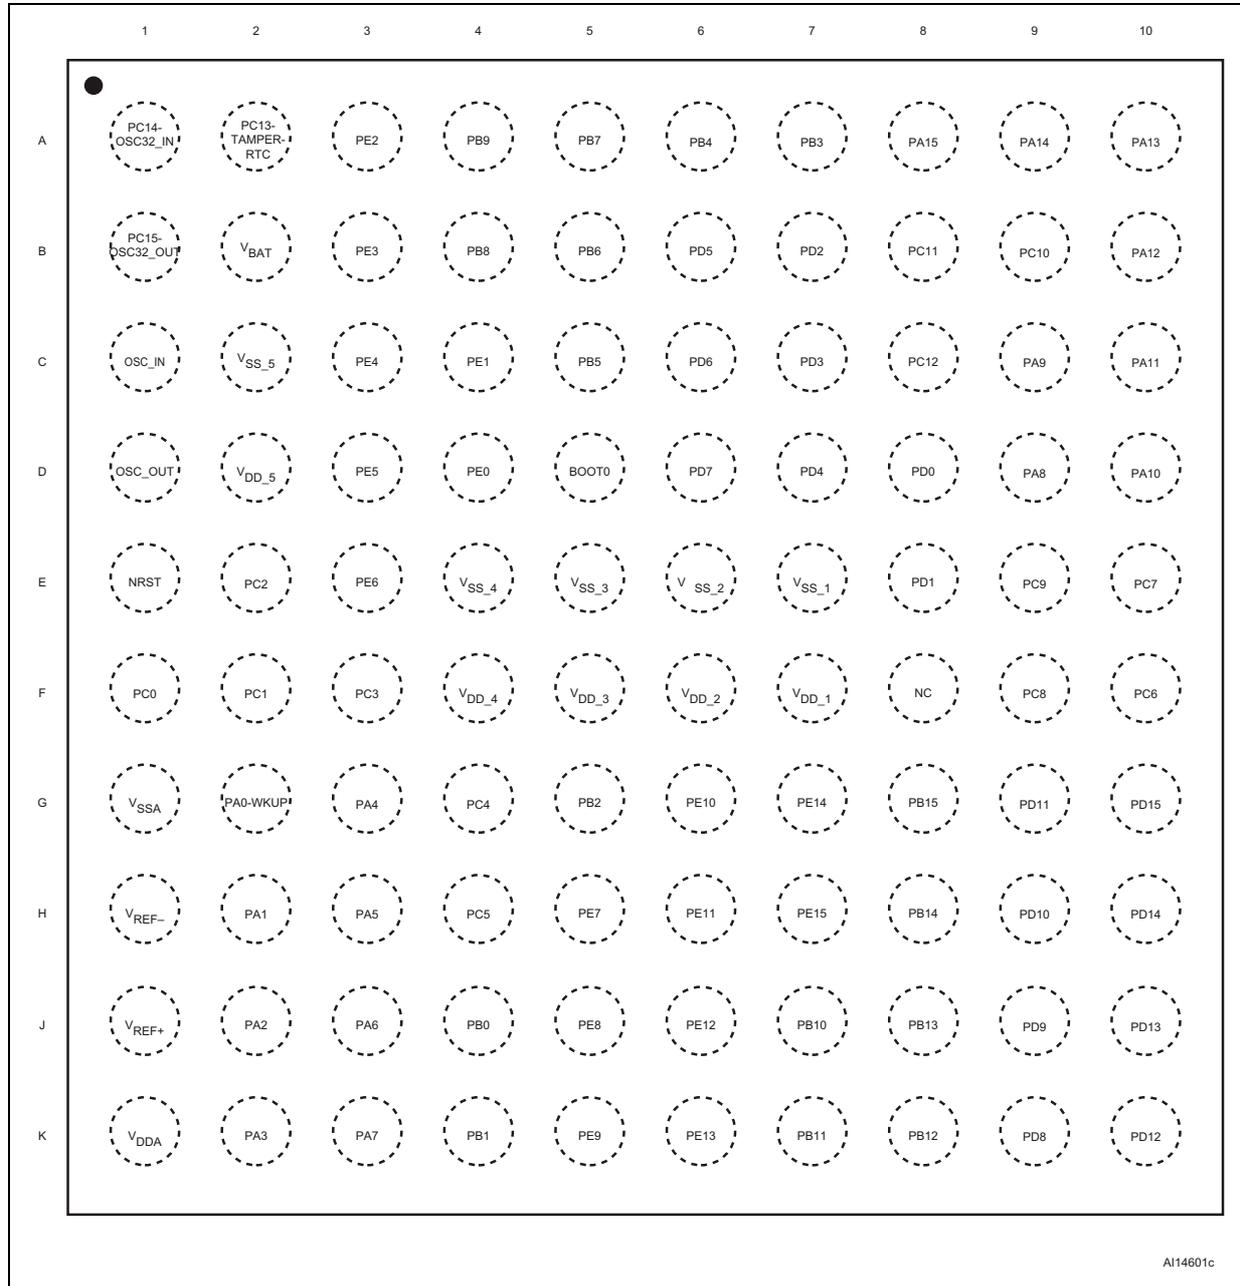 1 2 3 4 5 6 7 8 9 10
A PC14-OSC32_IN PC13-TAMPER-RTC PE2 PB9 PB7 PB4 PB3 PA15 PA14 PA13
B PC15-OSC32_OUT VBAT PE3 PB8 PB6 PD5 PD2 PC11 PC10 PA12
C OSC_IN VSS_5 PE4 PE1 PB5 PD6 PD3 PC12 PA9 PA11
D OSC_OUT VDD_5 PE5 PE0 BOOT0 PD7 PD4 PD0 PA8 PA10
E NRST PC2 PE6 VSS_4 VSS_3 V SS_2 VSS_1 PD1 PC9 PC7
F PC0 PC1 PC3 VDD_4 VDD_3 VDD_2 VDD_1 NC PC8 PC6
G VSSA PA0-WKUP PA4 PC4 PB2 PE10 PE14 PB15 PD11 PD15
H VREF– PA1 PA5 PC5 PE7 PE11 PE15 PB14 PD10 PD14
J VREF+ PA2 PA6 PB0 PE8 PE12 PB10 PB13 PD9 PD13
K VDDA PA3 PA7 PB1 PE9 PE13 PB11 PB12 PD8 PD12
AI14601c